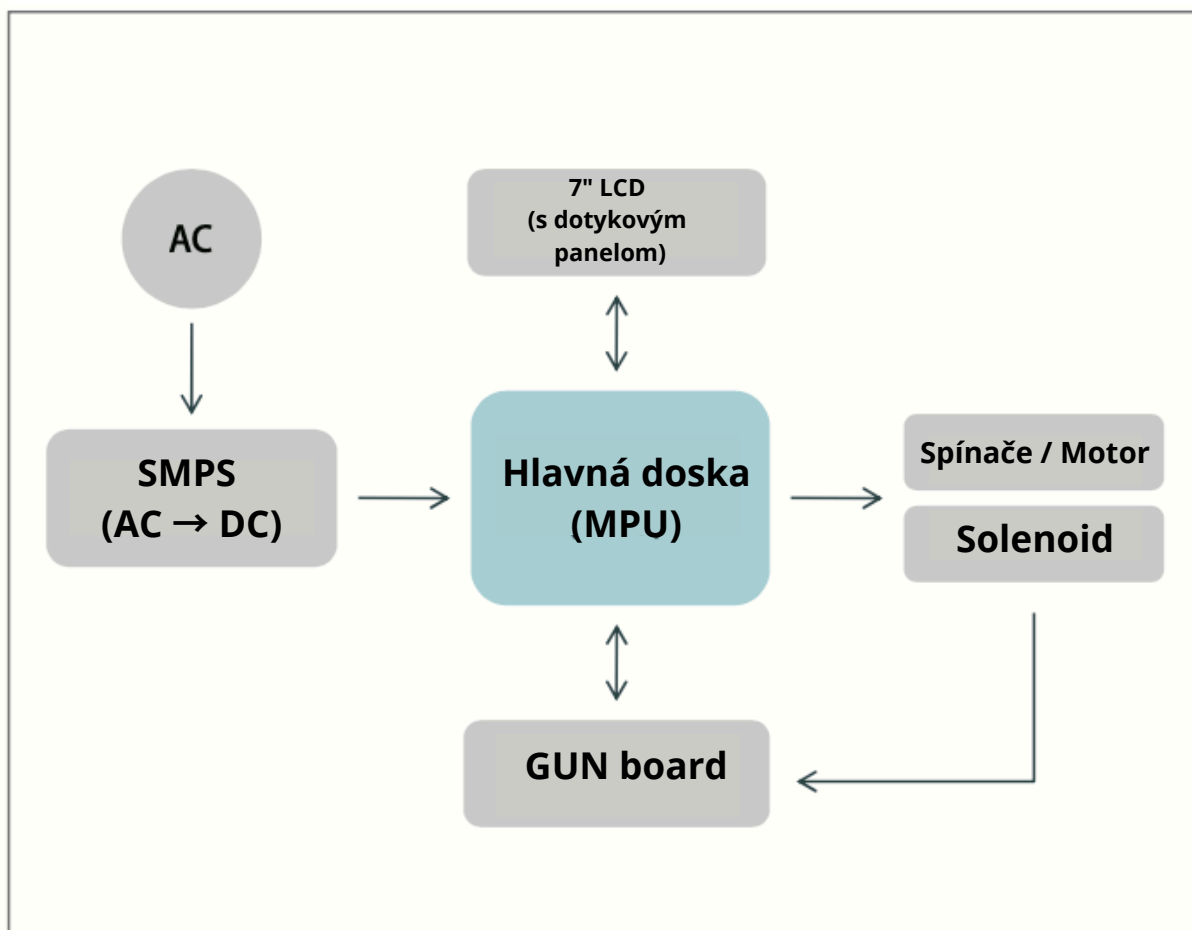 AC
7" LCD
(s dotykovým
panelom)
SMPS
(AC → DC)
Hlavná doska
(MPU)
Spínače / Motor
Solenoid
GUN board